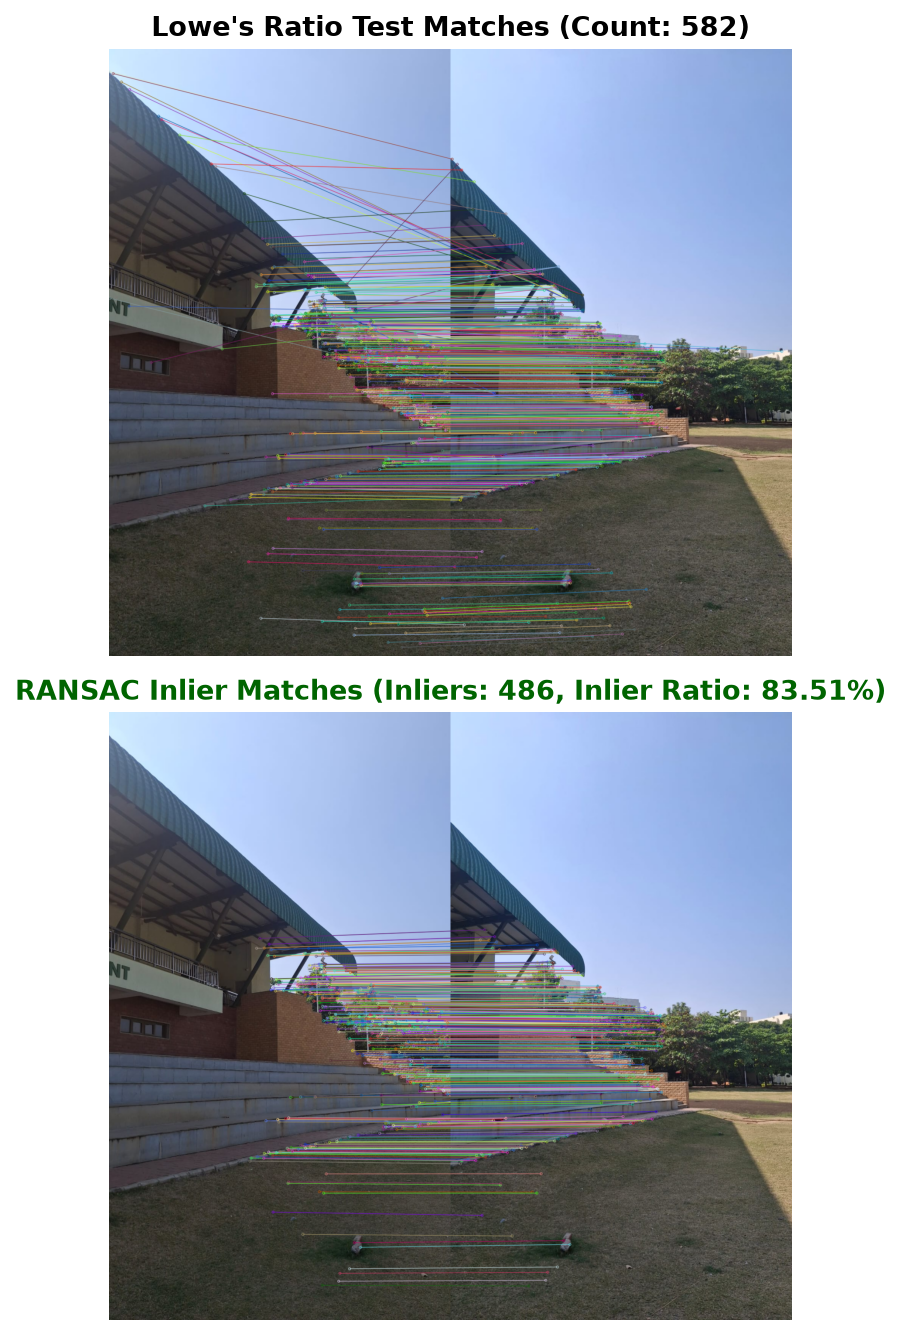 Lowe's Ratio Test Matches (Count: 582)
NT
RANSAC Inlier Matches (Inliers: 486, Inlier Ratio: 83.51%)
NT